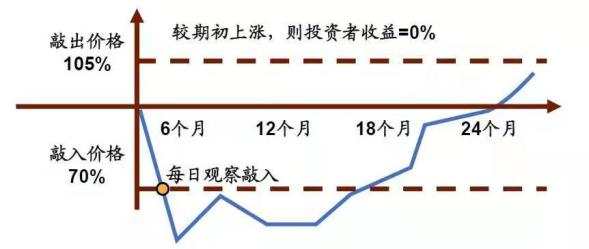 较期初上涨，则投资者收益=0%
敲出价格
105%
6个月
12个月
18个月
24个月
敲入价格
70%
每日观察敲入